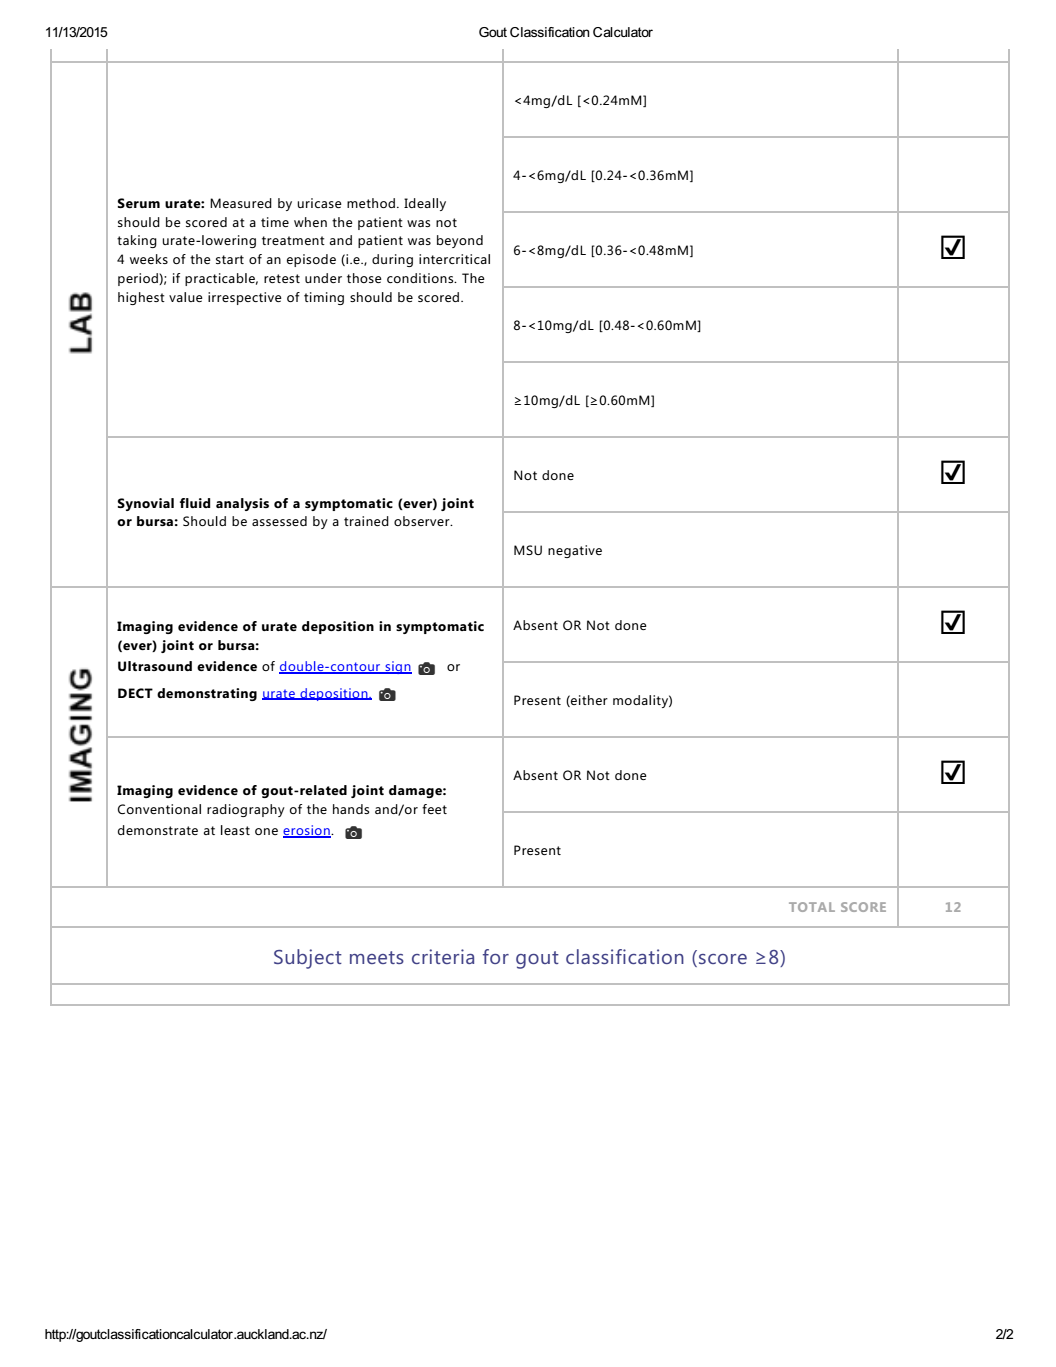 11/13/2015
Gout Classification Calculator
LAB
Serum urate: Measured by uricase method. Ideally
should be scored at a time when the patient was not
taking urate-lowering treatment and patient was beyond
4 weeks of the start of an episode (i.e., during intercritical
period); if practicable, retest under those conditions. The
highest value irrespective of timing should be scored.
<4mg/dL [<0.24mM]
4-<6mg/dL [0.24-<0.36mM]
6-<8mg/dL [0.36-<0.48mM]
8-<10mg/dL [0.48-<0.60mM]
≥10mg/dL [≥0.60mM]
Synovial fluid analysis of a symptomatic (ever) joint
or bursa: Should be assessed by a trained observer.
Not done
MSU negative
IMAGING
Imaging evidence of urate deposition in symptomatic
(ever) joint or bursa:
Ultrasound evidence of double-contour sign or
DECT demonstrating urate deposition.
Absent OR Not done
Present (either modality)
Imaging evidence of gout-related joint damage:
Conventional radiography of the hands and/or feet
demonstrate at least one erosion.
Absent OR Not done
Present
TOTAL SCORE 12
Subject meets criteria for gout classification (score ≥8)
http://goutclassificationcalculator.auckland.ac.nz/
2/2